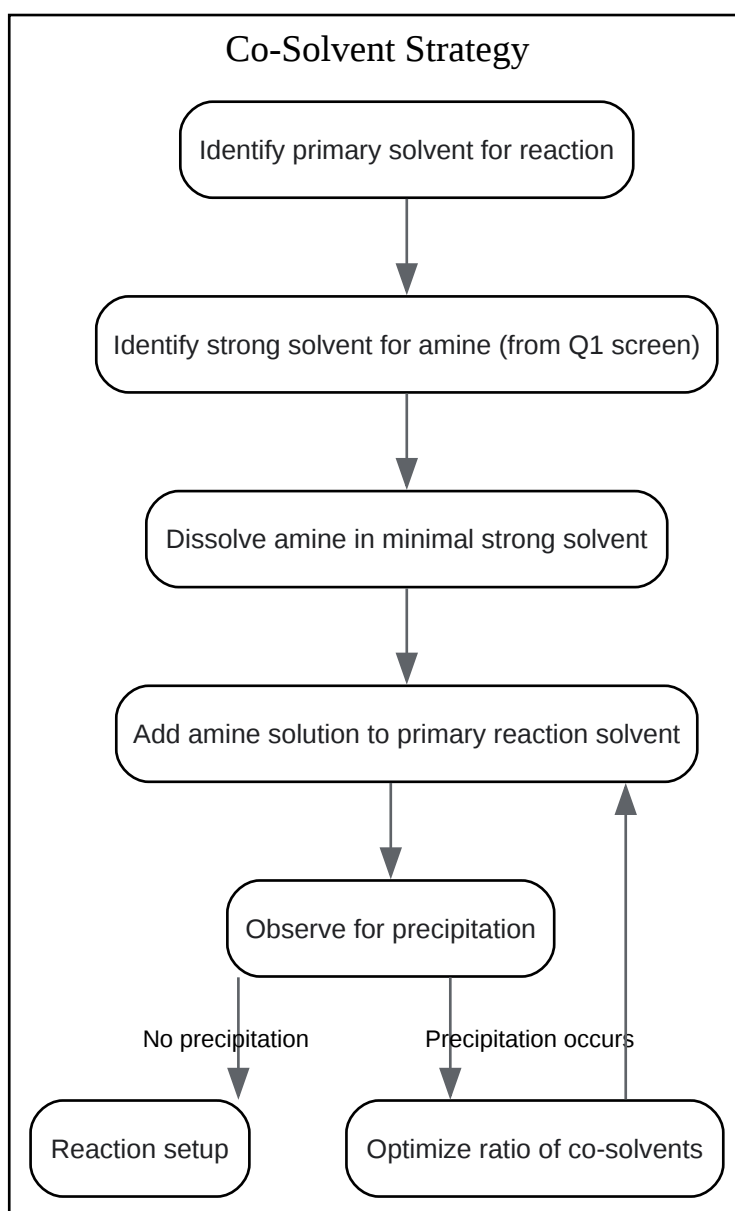 Co-Solvent Strategy
Identify primary solvent for reaction
Identify strong solvent for amine (from Q1 screen)
Dissolve amine in minimal strong solvent
Add amine solution to primary reaction solvent
Observe for precipitation
No precipitation
Precipitation occurs
Reaction setup
Optimize ratio of co-solvents